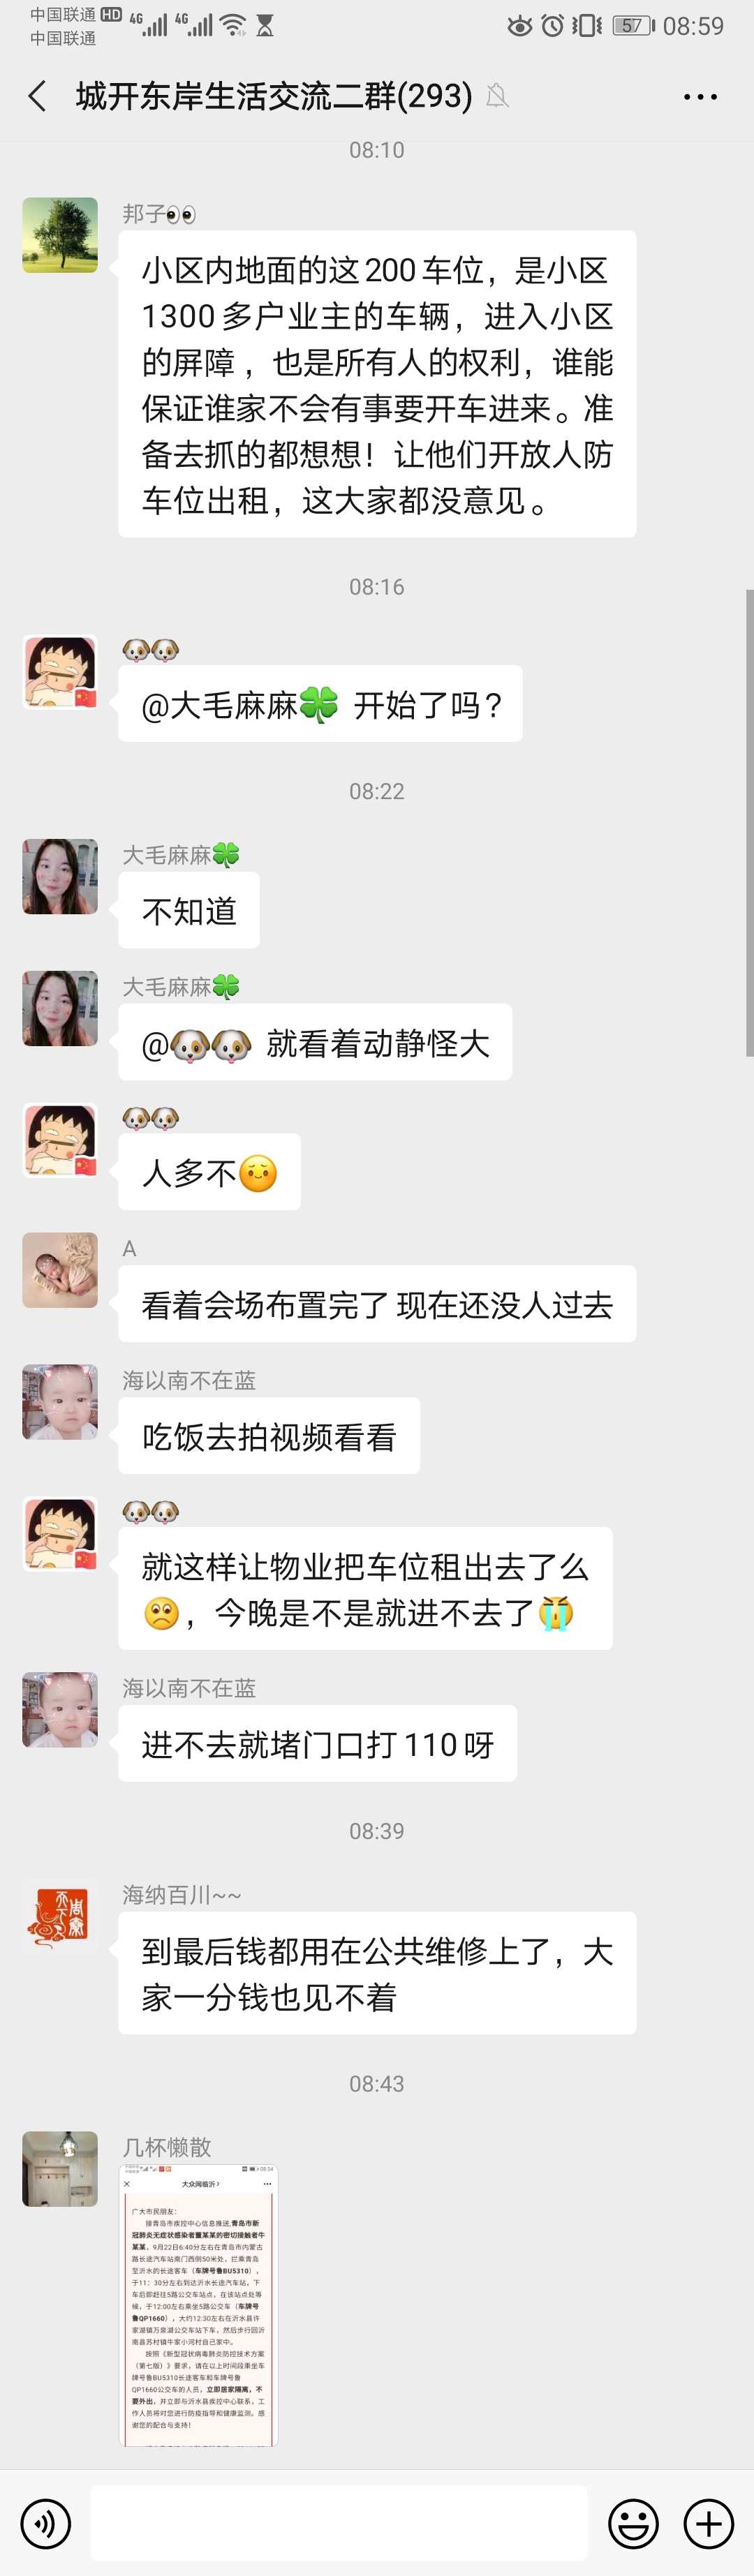 中国联通 HD 4G 4G 57 08:59
中国联通
城开东岸生活交流二群(293)
08:10
邦子👀
小区内地面的这200车位，是小区
1300多户业主的车辆，进入小区
的屏障，也是所有人的权利，谁能
保证谁家不会有事要开车进来。准
备去抓的都想想！让他们开放人防
车位出租，这大家都没意见。
08:16
🐶🐶
@大毛麻麻🍀 开始了吗?
08:22
大毛麻麻🍀
不知道
大毛麻麻🍀
@🐶🐶 就看着动静怪大
🐶🐶
人多不
A
看着会场布置完了 现在还没人过去
海以南不在蓝
吃饭去拍视频看看
🐶🐶
就这样让物业把车位租出去了么
，今晚是不是就进不去了😭
海以南不在蓝
进不去就堵门口打110呀
08:39
海纳百川~~
到最后钱都用在公共维修上了，大
家一分钱也见不着
08:43
几杯懒散
大众网临沂
广大市民朋友：
接青岛市疾控中心信息推送,青岛市新
冠肺炎无症状感染者董某某的密切接触者牛
某某，9月22日6:40分左右在青岛市内蒙古
路长途汽车站南门西侧50米处，拦乘青岛
至沂水的长途客车（车牌号鲁BU5310），
于11：30分左右到达沂水长途汽车站，下
车后即赶往5路公交车站点，在该站点处等
候，于12:00左右乘坐5路公交车（车牌号
鲁QP1660），大约12:30左右在沂水县许
家湖镇万泉湖公交车站下车，然后步行回沂
南县苏村镇牛家小河村自己家中。
按照《新型冠状病毒肺炎防控技术方案
（第七版）》要求，请在以上时间段乘坐车
牌号鲁BU5310长途客车和车牌号鲁
QP1660公交车的人员，立即居家隔离，不
要外出，并立即与沂水县疾控中心联系，工
作人员将对您进行防疫指导和健康监测。感
谢您的配合与支持！